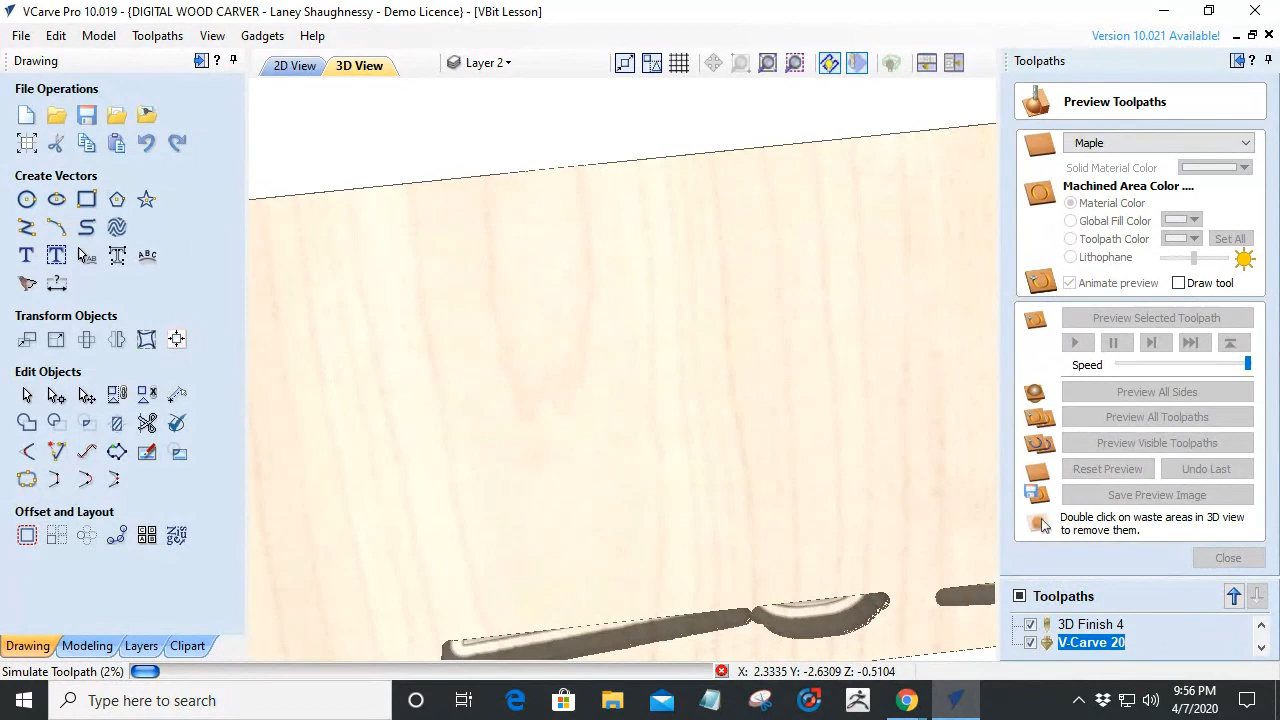 VCarve Pro 10.019 - {DIGITAL WOOD CARVER - Laney Shaughnessy - Demo Licence} - [VBit Lesson]
File Edit Model Toolpaths View Gadgets Help
Version 10.021 Available!
Drawing
2D View
3D View
Layer 2
Toolpaths
File Operations
Create Vectors
Transform Objects
Edit Objects
Offset and Layout
Drawing Modeling Layers Clipart
Preview Toolpaths
Maple
Solid Material Color
Machined Area Color ....
Material Color
Global Fill Color
Toolpath Color
Set All
Lithophane
Animate preview
Draw tool
Preview Selected Toolpath
Speed
Preview All Sides
Preview All Toolpaths
Preview Visible Toolpaths
Reset Preview
Undo Last
Save Preview Image
Double click on waste areas in 3D view
to remove them.
Close
Toolpaths
3D Finish 4
V-Carve 20
Simulate Toolpath (2%)
X: 2.3335 Y: -2.6309 Z: -0.5104
Type here to search
9:56 PM
4/7/2020